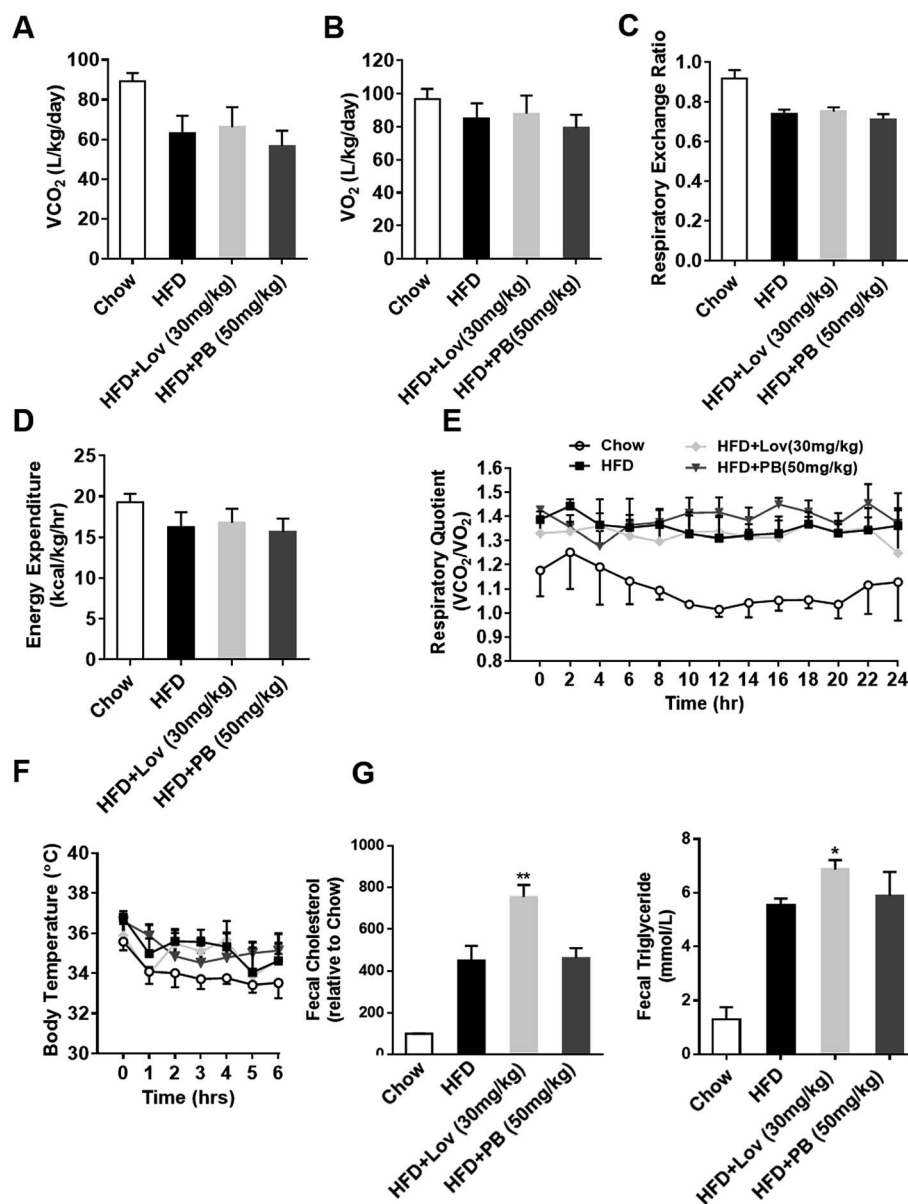 A
VCO₂ (L/kg/day)
100
80
60
40
20
0
Chow
HFD
HFD+Lov (30mg/kg)
HFD+PB (50mg/kg)
B
VO₂ (L/kg/day)
120
100
80
60
40
20
0
Chow
HFD
HFD+Lov(30mg/kg)
HFD+PB(50mg/kg)
C
Respiratory Exchange Ratio
1.0
0.8
0.6
0.4
0.2
0.0
Chow
HFD
HFD+Lov (30mg/kg)
HFD+PB (50mg/kg)
D
Energy Expenditure
(kcal/kg/hr)
25
20
15
10
5
0
Chow
HFD
HFD+Lov (30mg/kg)
HFD+PB (50mg/kg)
E
Chow
HFD
HFD+Lov(30mg/kg)
HFD+PB(50mg/kg)
Respiratory Quotient
(VCO₂/VO₂)
1.6
1.5
1.4
1.3
1.2
1.1
1.0
0.9
0.8
0 2 4 6 8 10 12 14 16 18 20 22 24
Time (hr)
F
Body Temperature (°C)
40
38
36
34
32
30
0 1 2 3 4 5 6
Time (hrs)
G
Fecal Cholesterol
(relative to Chow)
1000
800
600
400
200
0
**
Chow
HFD
HFD+Lov (30mg/kg)
HFD+PB (50mg/kg)
Fecal Triglyceride
(mmol/L)
8
6
4
2
0
*
Chow
HFD
HFD+Lov (30mg/kg)
HFD+PB (50mg/kg)